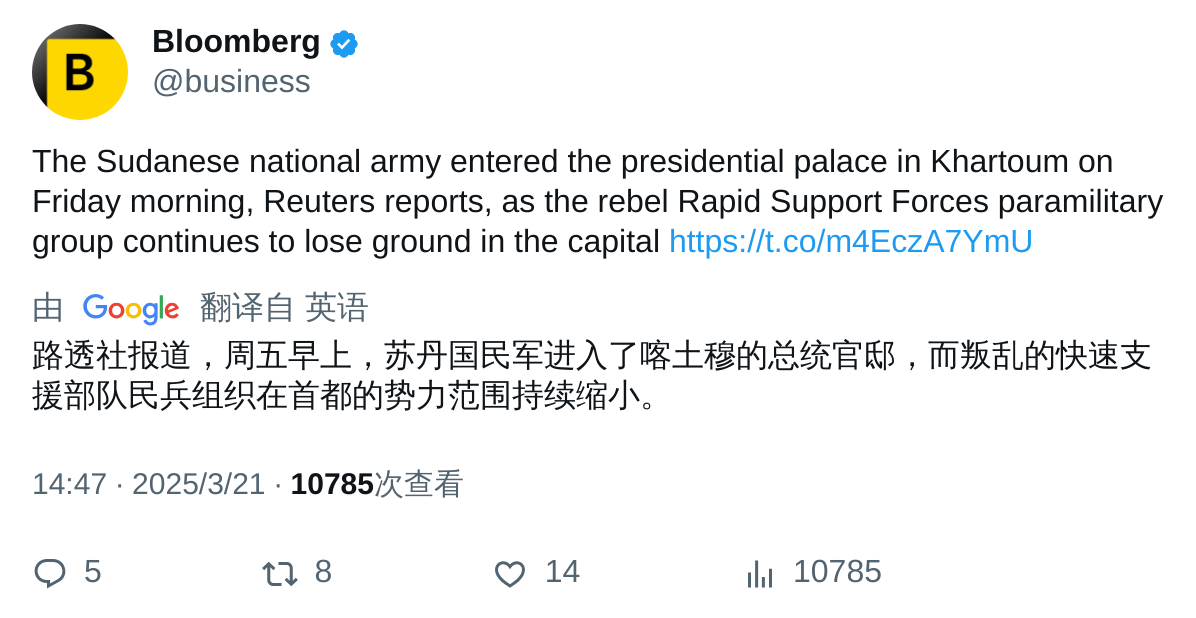 B
Bloomberg
@business
The Sudanese national army entered the presidential palace in Khartoum on
Friday morning, Reuters reports, as the rebel Rapid Support Forces paramilitary
group continues to lose ground in the capital https://t.co/m4EczA7YmU
由 Google 翻译自 英语
路透社报道，周五早上，苏丹国民军进入了喀土穆的总统官邸，而叛乱的快速支
援部队民兵组织在首都的势力范围持续缩小。
14:47 · 2025/3/21 · 10785次查看
5 8 14 10785